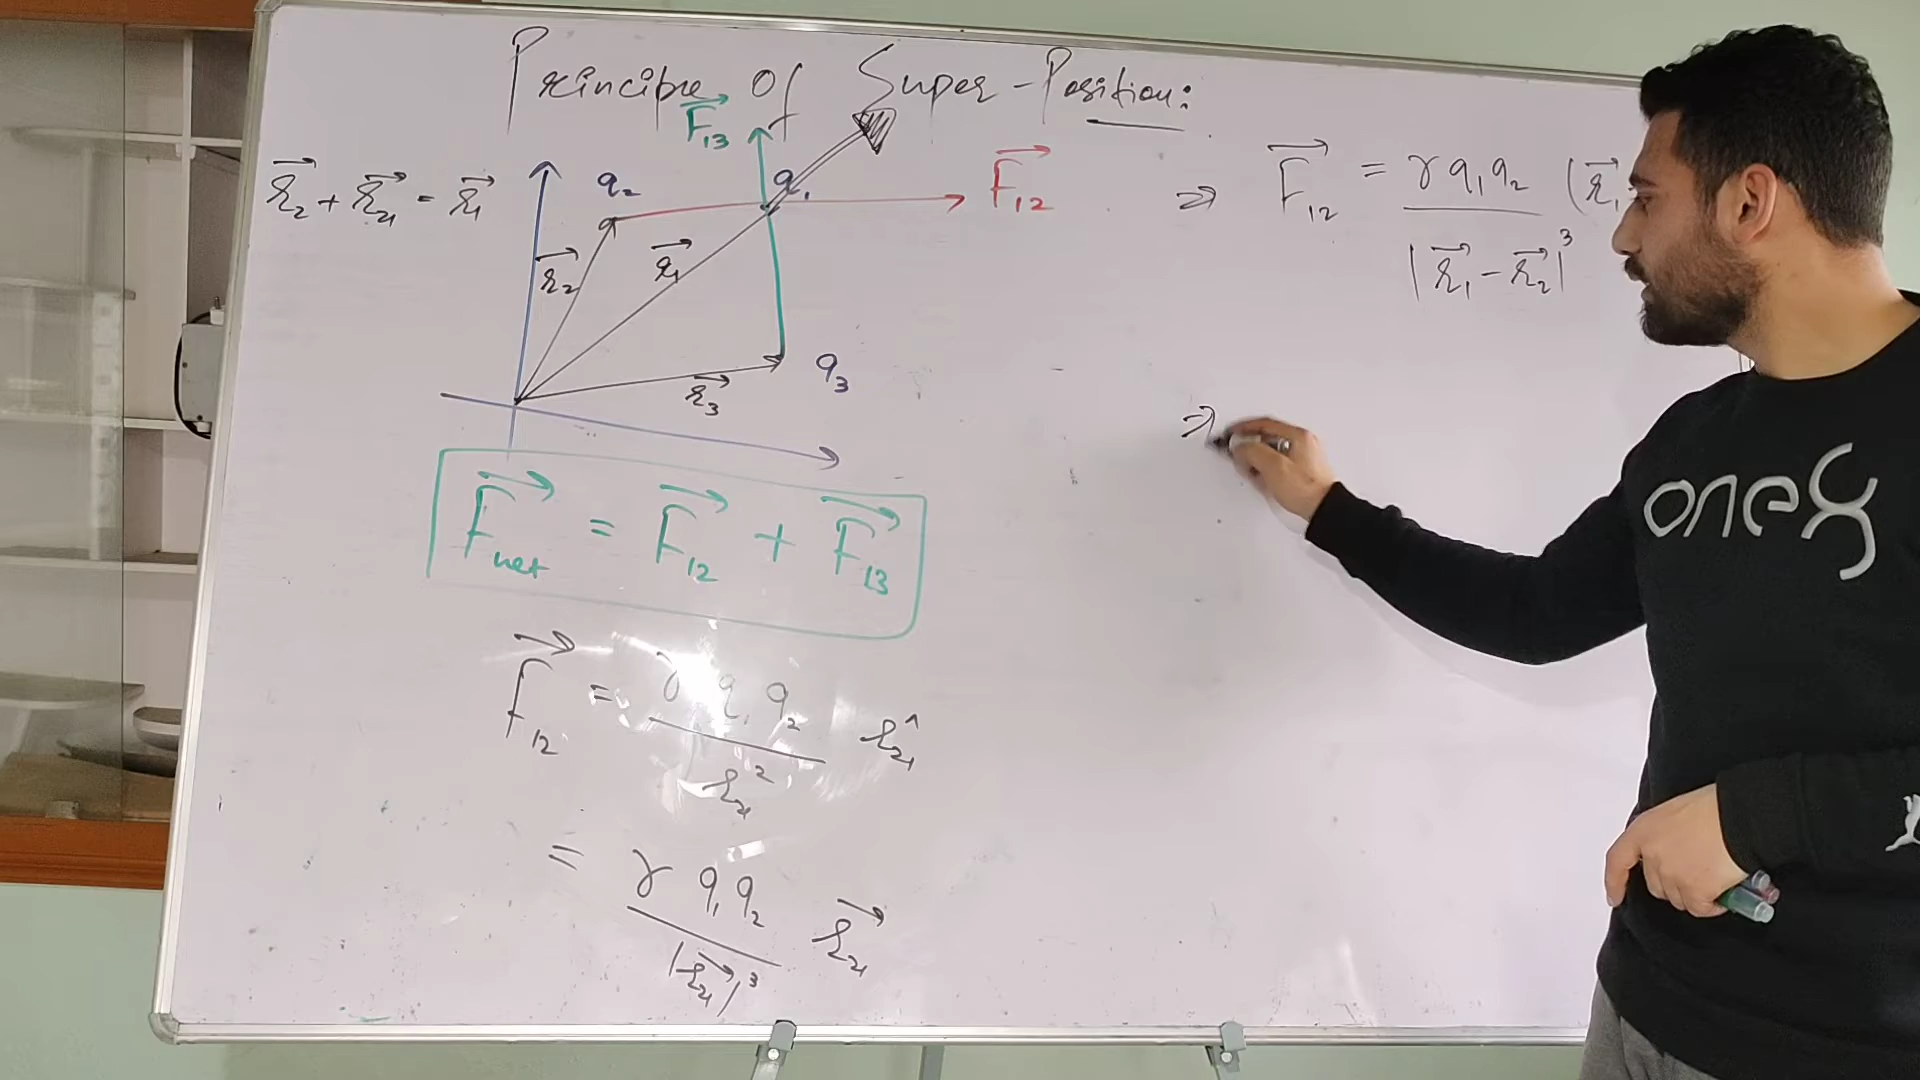 Principle Of Super-Position:
F₁₃
r₂ + r₂₁ = r₁
q₂
q₁
F₁₂
r₂
r₁
r₃
q₃
Fnet = F₁₂ + F₁₃
F₁₂ = γ q₁ q₂ / r₂₁² r̂₂₁
= γ q₁ q₂ / |r₂₁|³ r₂₁
⇒ F₁₂ = γ q₁ q₂ / |r₁ - r₂|³ (r₁
⇒
onex